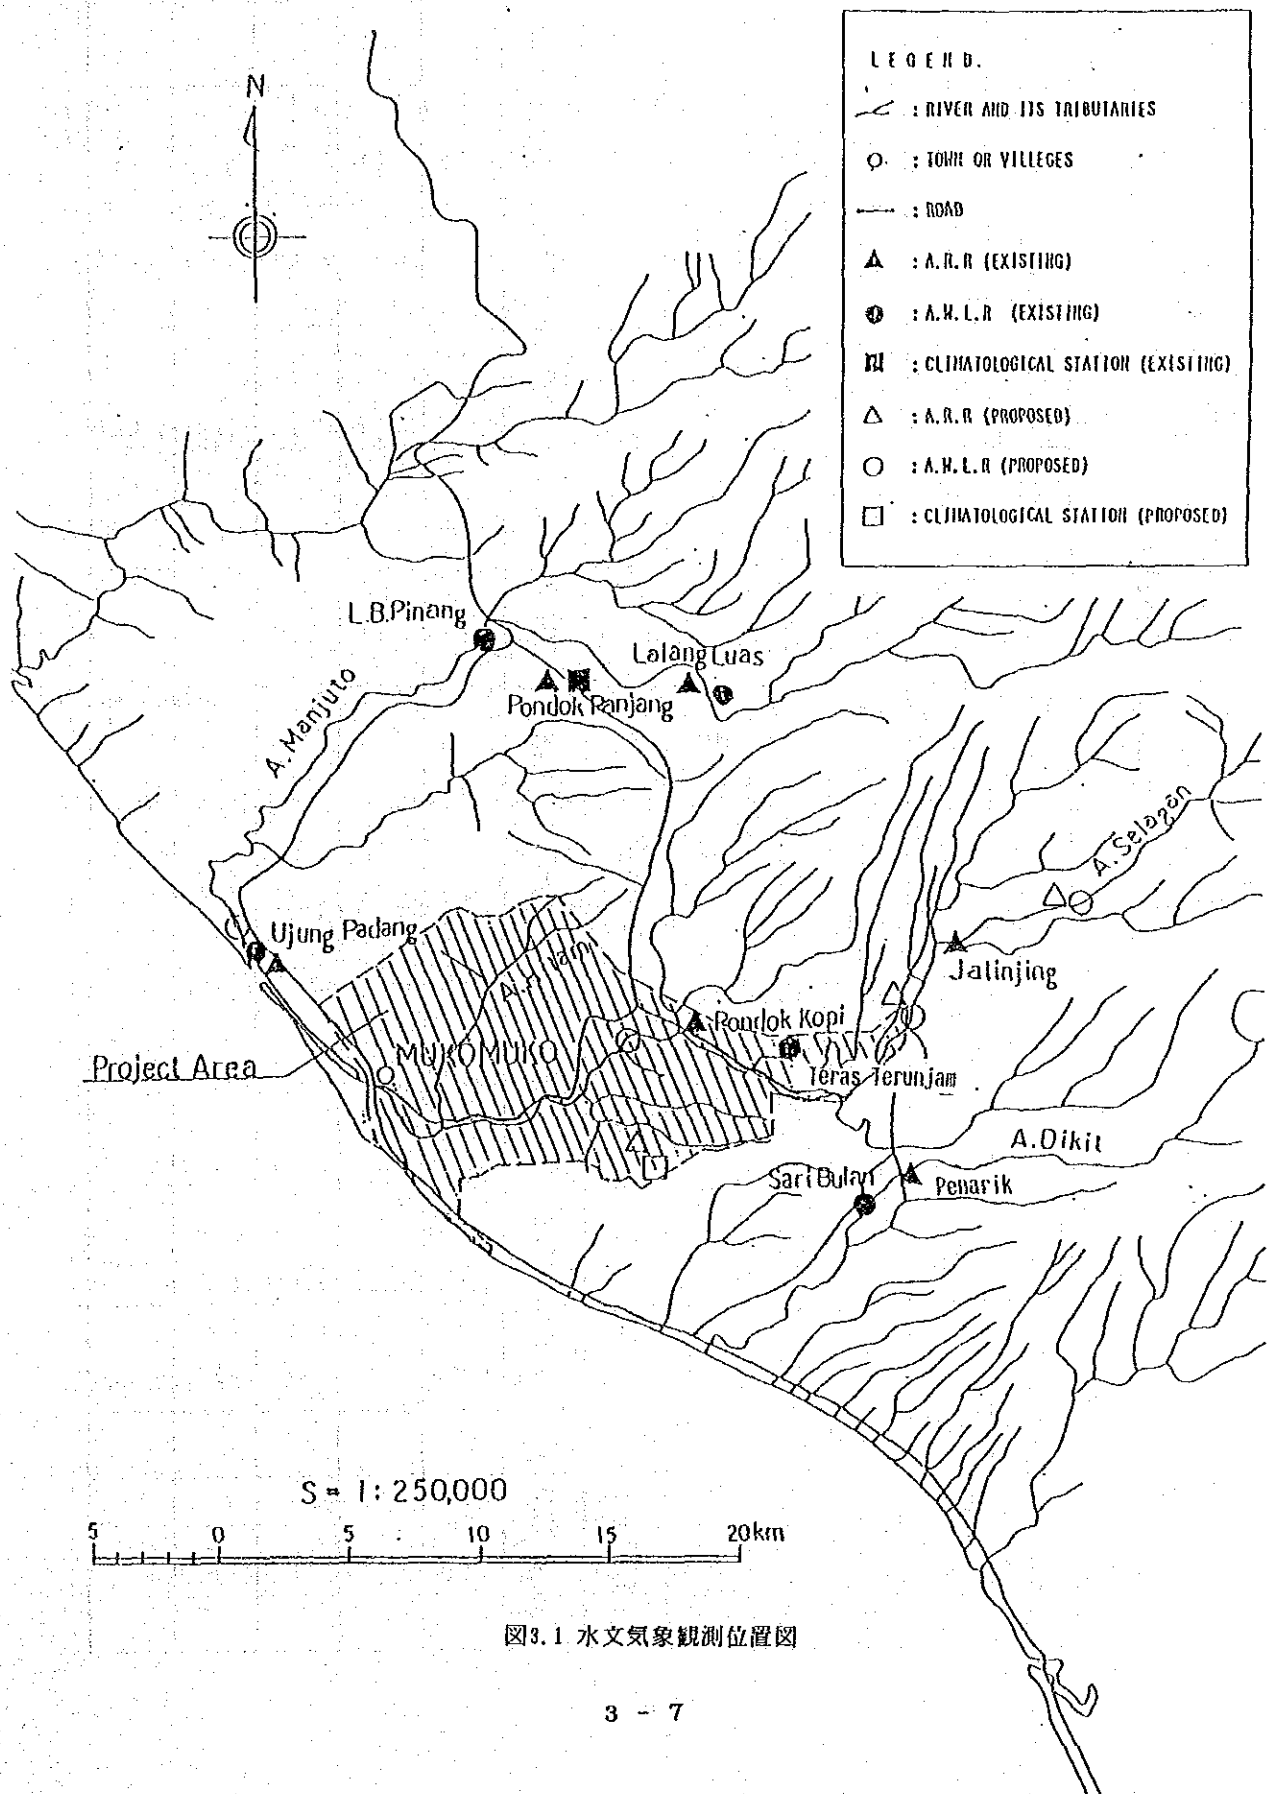 N
LEGEND.
: RIVER AND ITS TRIBUTARIES
: TOWN OR VILLEGES
: ROAD
: A.R.R (EXISTING)
: A.W.L.R (EXISTING)
: CLIMATOLOGICAL STATION (EXISTING)
: A.R.R (PROPOSED)
: A.W.L.R (PROPOSED)
: CLIMATOLOGICAL STATION (PROPOSED)
L.B.Pinang
Lalang Luas
Pondok Panjang
A.Manjuto
A.Selagan
Ujung Padang
Jalinjing
Pondok Kopi
Project Area
MUKOMUKO
Teras Terunjam
A.Dikit
Sari Bulan
Penarik
S = 1: 250,000
5 0 5 10 15 20km
図3.1 水文気象観測位置図
3 - 7